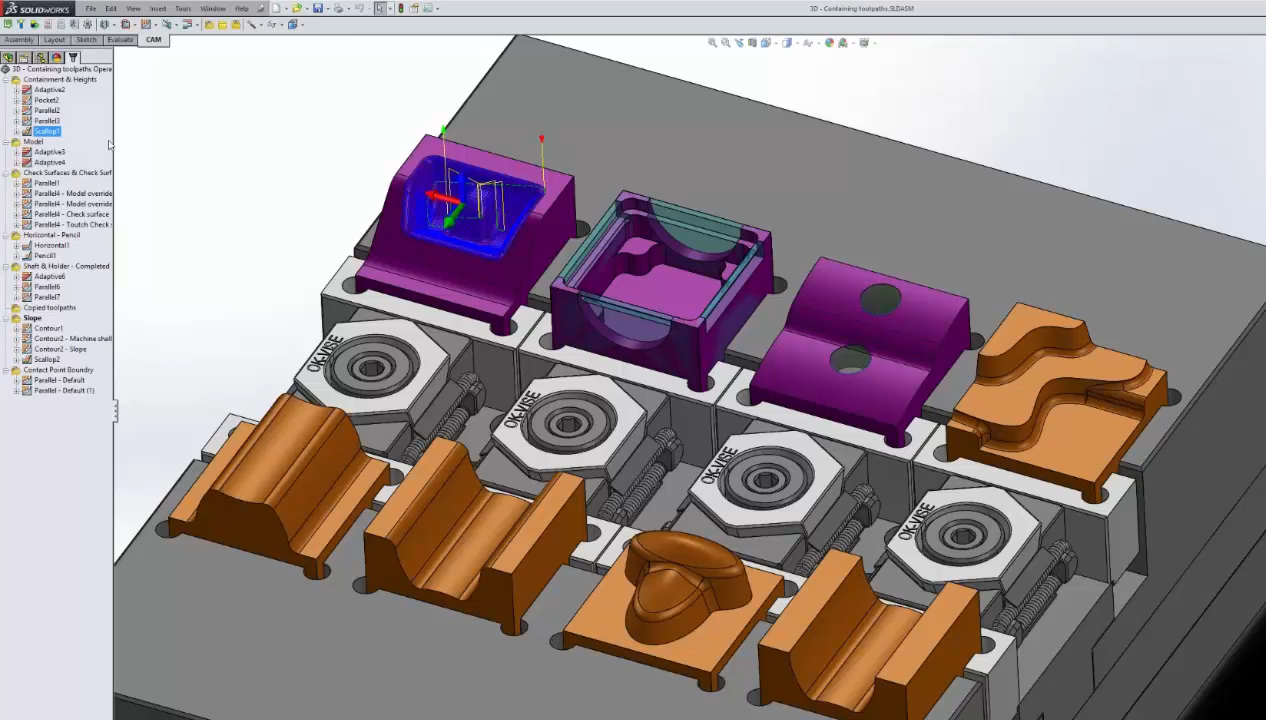 SOLIDWORKS File Edit View Insert Tools Window Help 3D - Containing toolpaths.SLDASM
Assembly Layout Sketch Evaluate CAM
3D - Containing toolpaths Opera
Containment & Heights
Adaptive2
Pocket2
Parallel2
Parallel3
Scallop1
Model
Adaptive3
Adaptive4
Check Surfaces & Check Surf
Parallel1
Parallel4 - Model override
Parallel4 - Model override
Parallel4 - Check surface
Parallel4 - Toutch Check s
Horizontal - Pencil
Horizontal1
Pencil1
Shaft & Holder - Completed
Adaptive6
Parallel6
Parallel7
Copied toolpaths
Slope
Contour1
Contour2 - Machine shall
Contour2 - Slope
Scallop2
Contact Point Boundry
Parallel - Default
Parallel - Default (1)
OK-VISE
OK-VISE
OK-VISE
OK-VISE